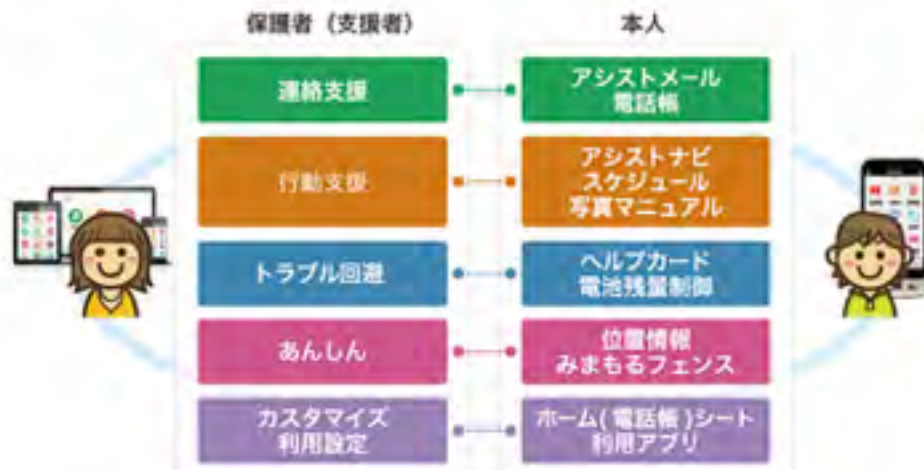 保護者（支援者）
本人
連絡支援
アシストメール
電話帳
行動支援
アシストナビ
スケジュール
写真マニュアル
トラブル回避
ヘルプカード
電池残量制御
あんしん
位置情報
みまもるフェンス
カスタマイズ
利用設定
ホーム(電話帳)シート
利用アプリ